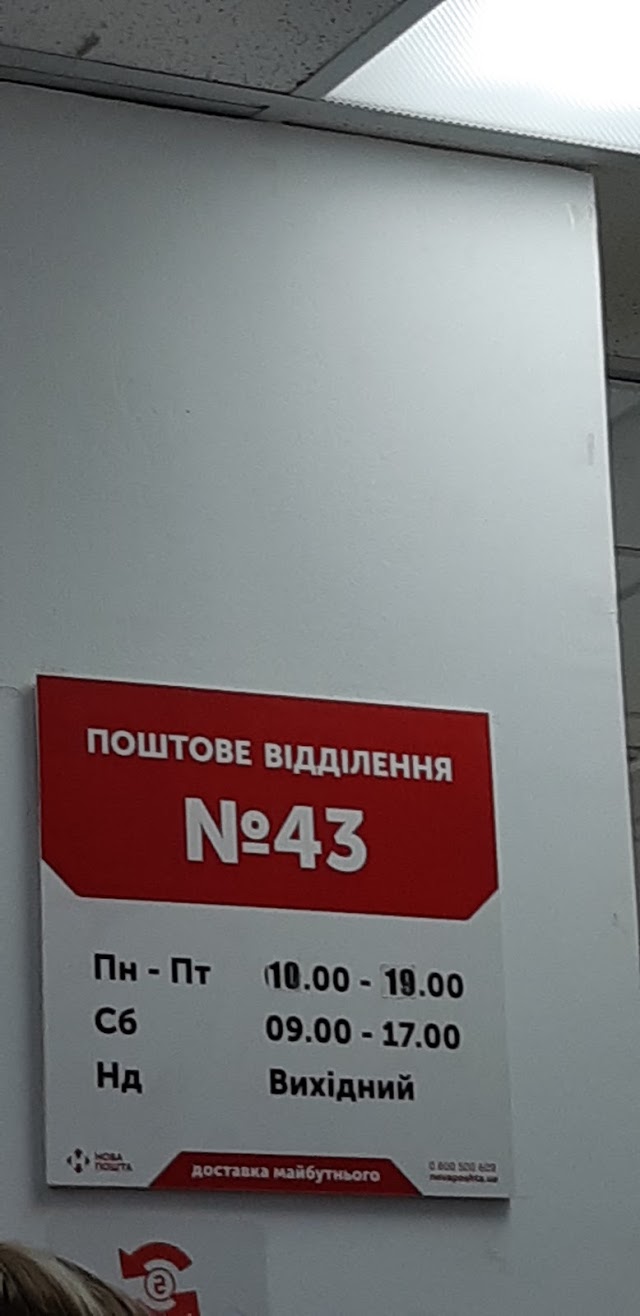 ПОШТОВЕ ВІДДІЛЕННЯ
№43
Пн - Пт 10.00 - 19.00
Сб 09.00 - 17.00
Нд Вихідний
НОВА
ПОШТА
доставка майбутнього
0 800 500 609
novaposhta.ua